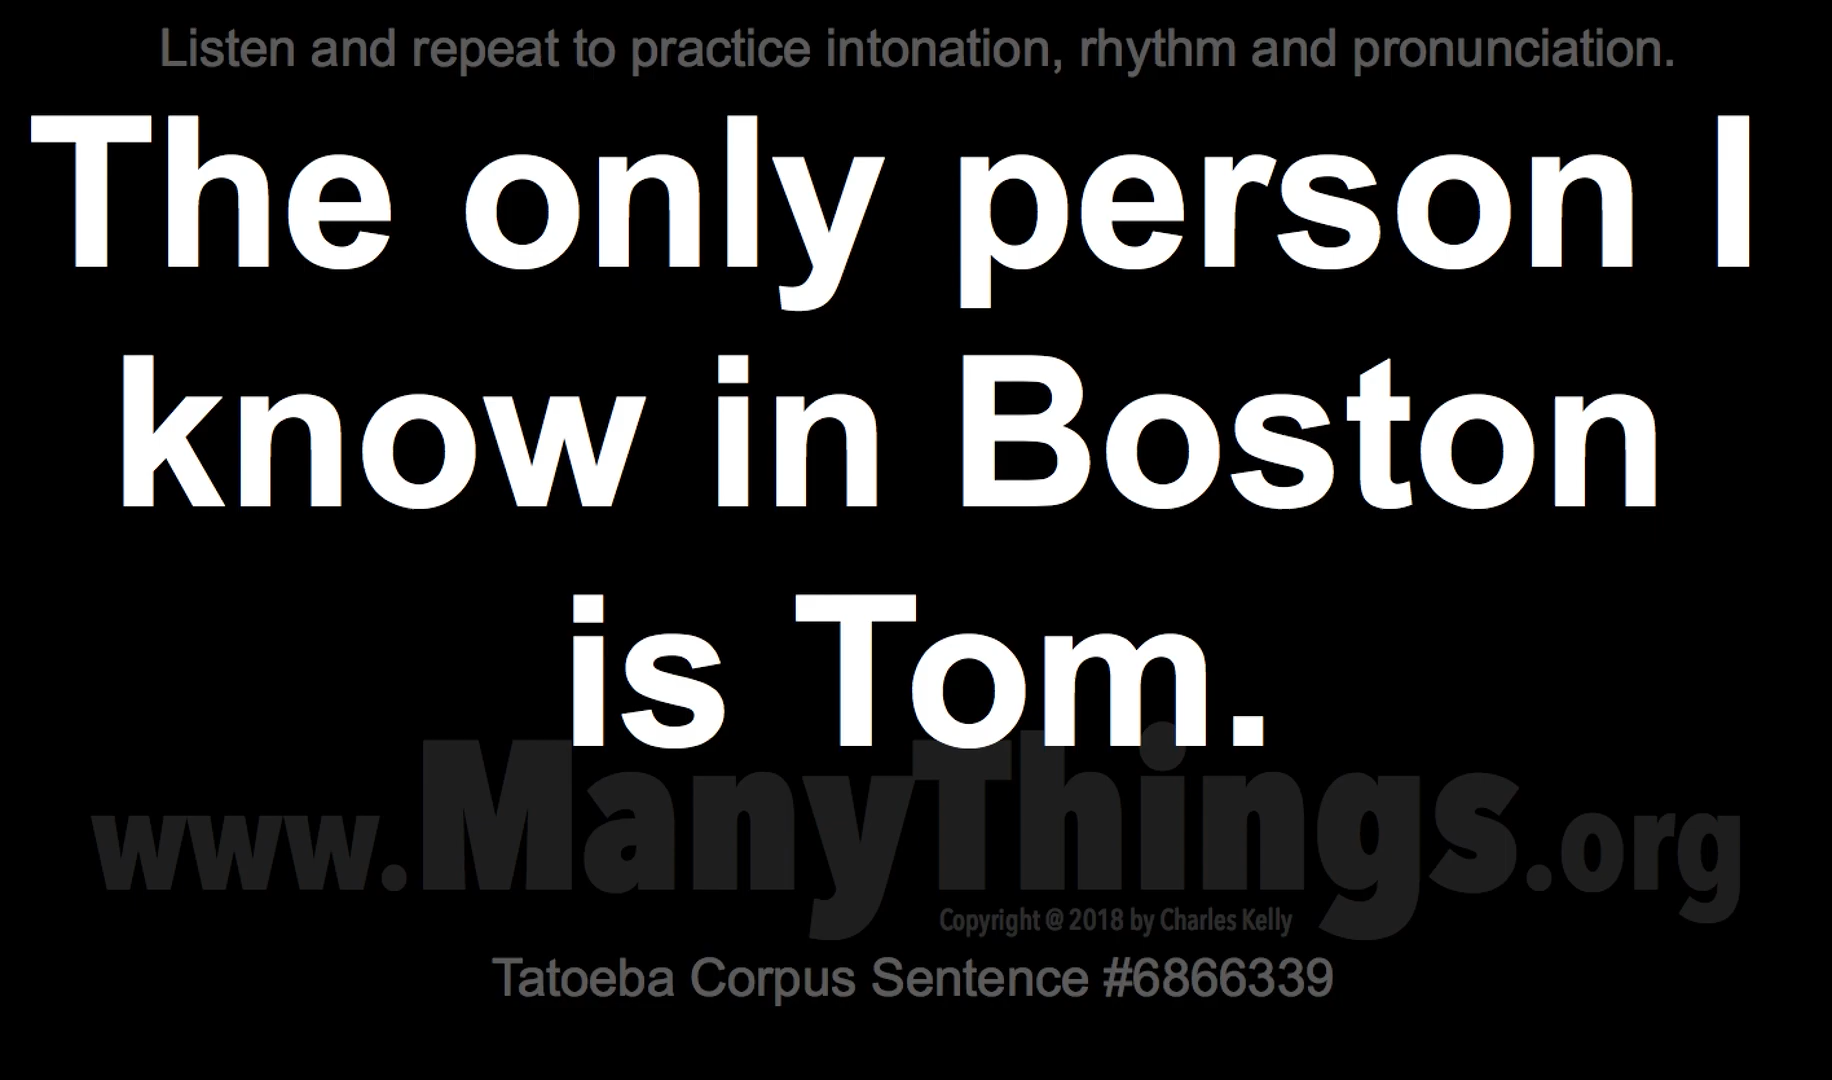 Listen and repeat to practice intonation, rhythm and pronunciation.
The only person I
know in Boston
is Tom.
www.ManyThings.org
Copyright @ 2018 by Charles Kelly
Tatoeba Corpus Sentence #6866339